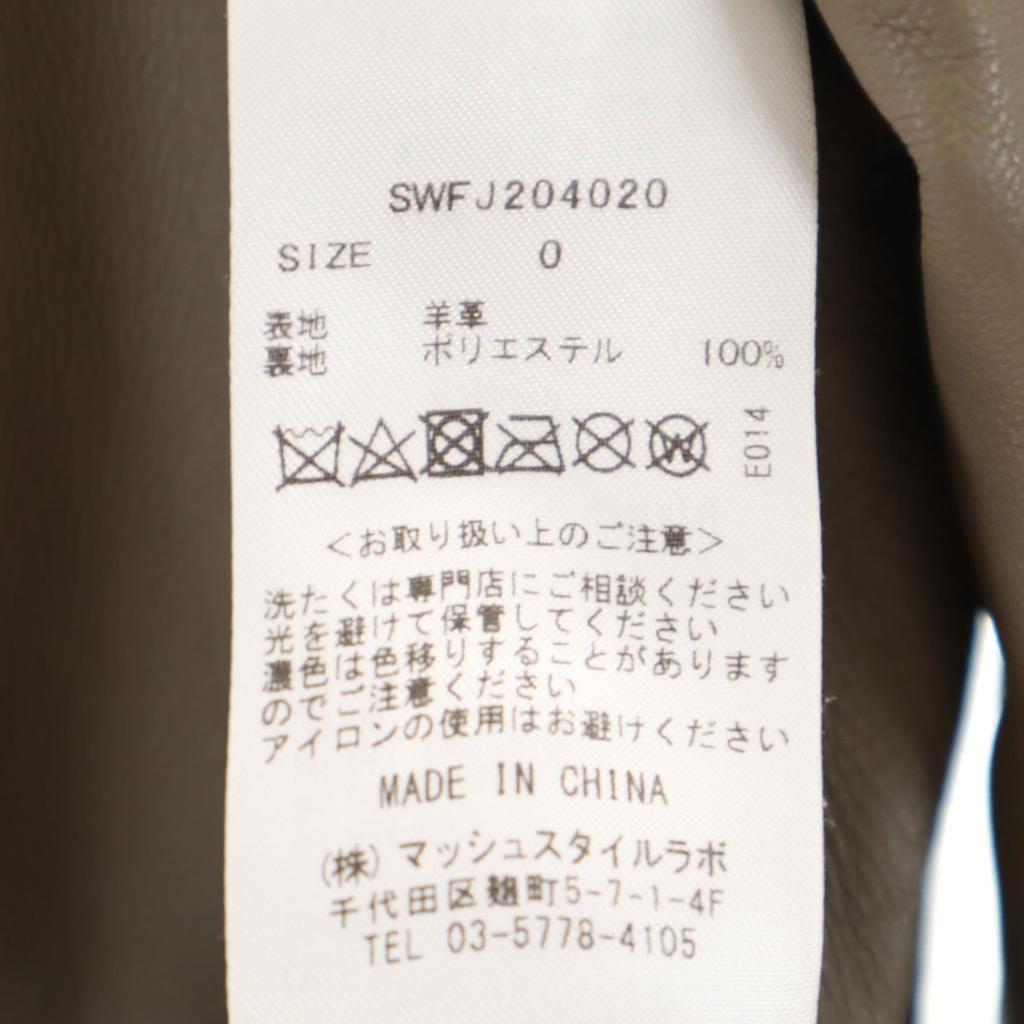 SWFJ204020
SIZE 0
表地 羊革
裏地 ポリエステル 100%
W
E014
<お取り扱い上のご注意>
洗たくは専門店にご相談ください
光を避けて保管してください
濃色は色移りすることがあります
のでご注意ください
アイロンの使用はお避けください
MADE IN CHINA
(株)マッシュスタイルラボ
千代田区麹町5-7-1-4F
TEL 03-5778-4105